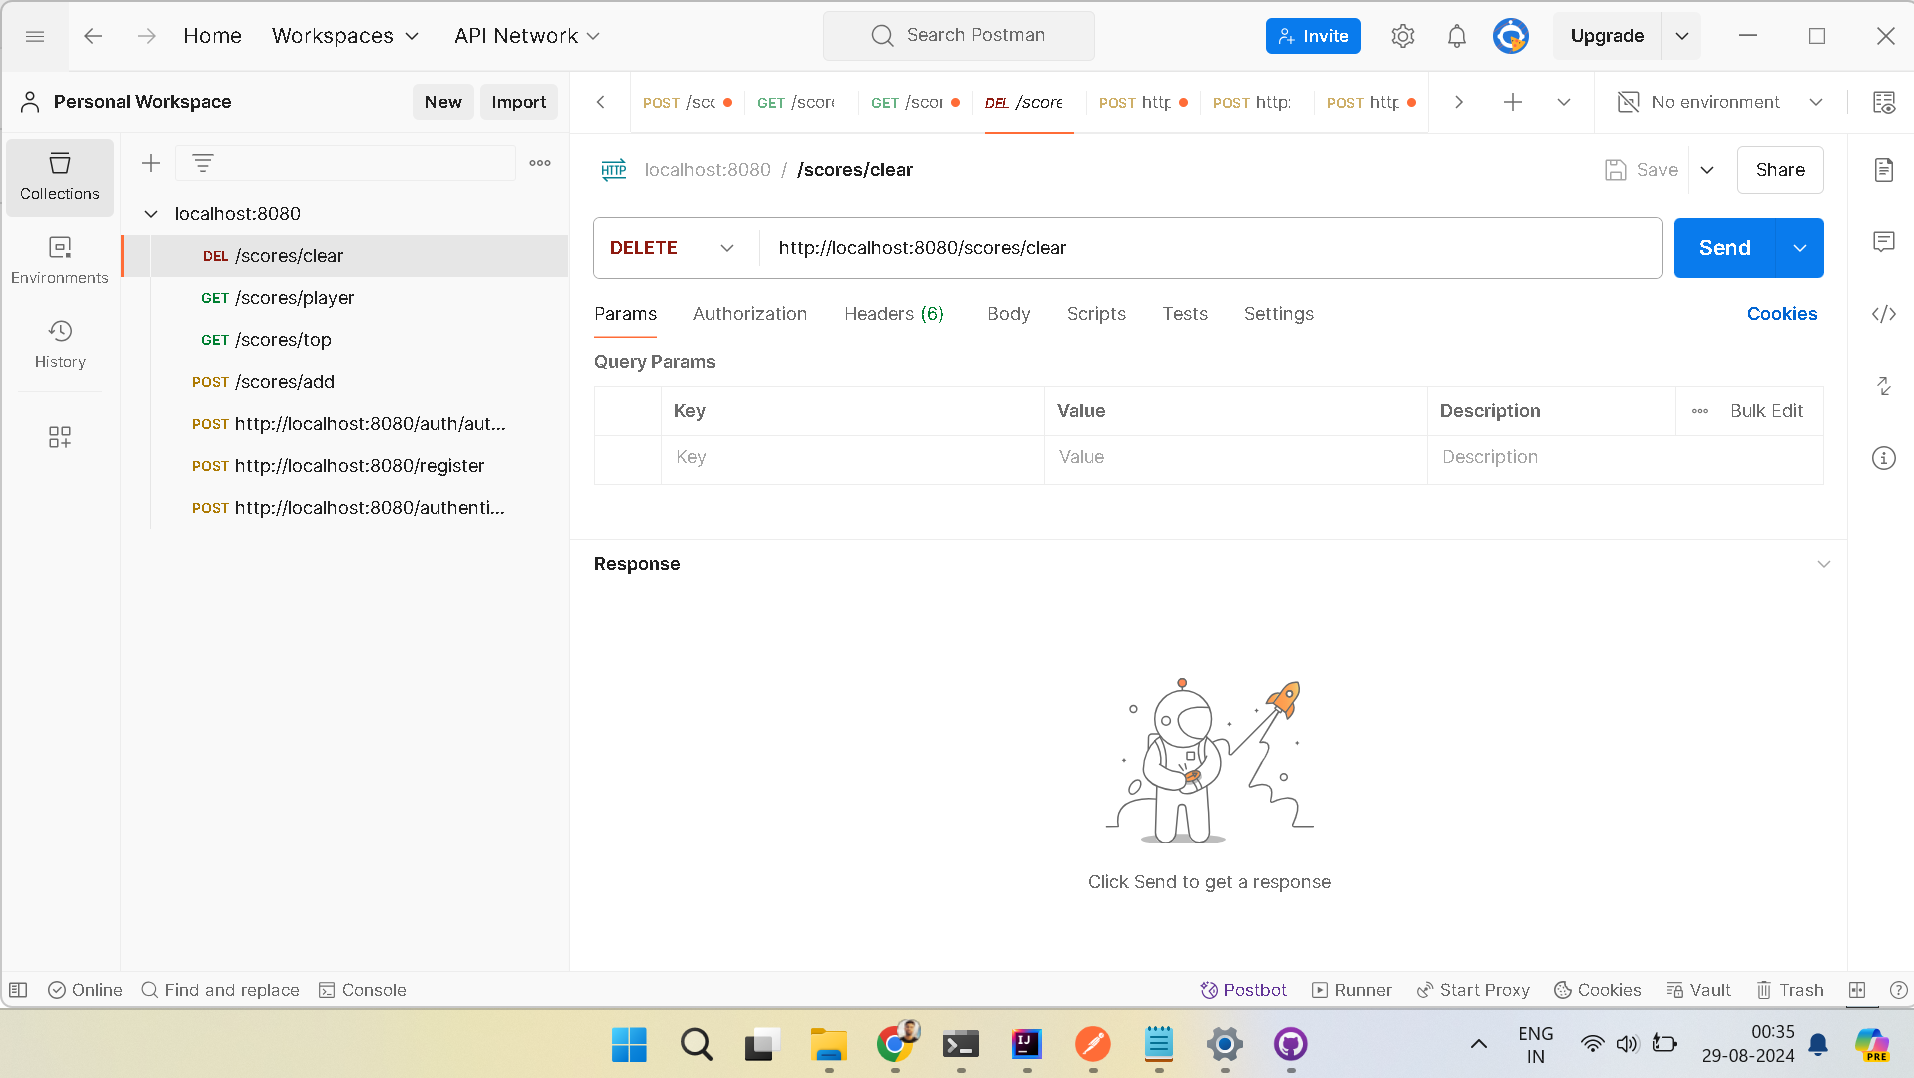 Home
Workspaces
API Network
Search Postman
Invite
Upgrade
Personal Workspace
New
Import
POST /scc
GET /score
GET /scor
DEL /score
POST http
POST http:
POST http
No environment
Collections
Environments
History
localhost:8080
DEL /scores/clear
GET /scores/player
GET /scores/top
POST /scores/add
POST http://localhost:8080/auth/aut...
POST http://localhost:8080/register
POST http://localhost:8080/authenti...
HTTP localhost:8080 / /scores/clear
Save
Share
DELETE
http://localhost:8080/scores/clear
Send
Params
Authorization
Headers (6)
Body
Scripts
Tests
Settings
Cookies
Query Params
Key
Value
Description
Bulk Edit
Key
Value
Description
Response
Click Send to get a response
Online
Find and replace
Console
Postbot
Runner
Start Proxy
Cookies
Vault
Trash
IJ
ENG
IN
00:35
29-08-2024
PRE